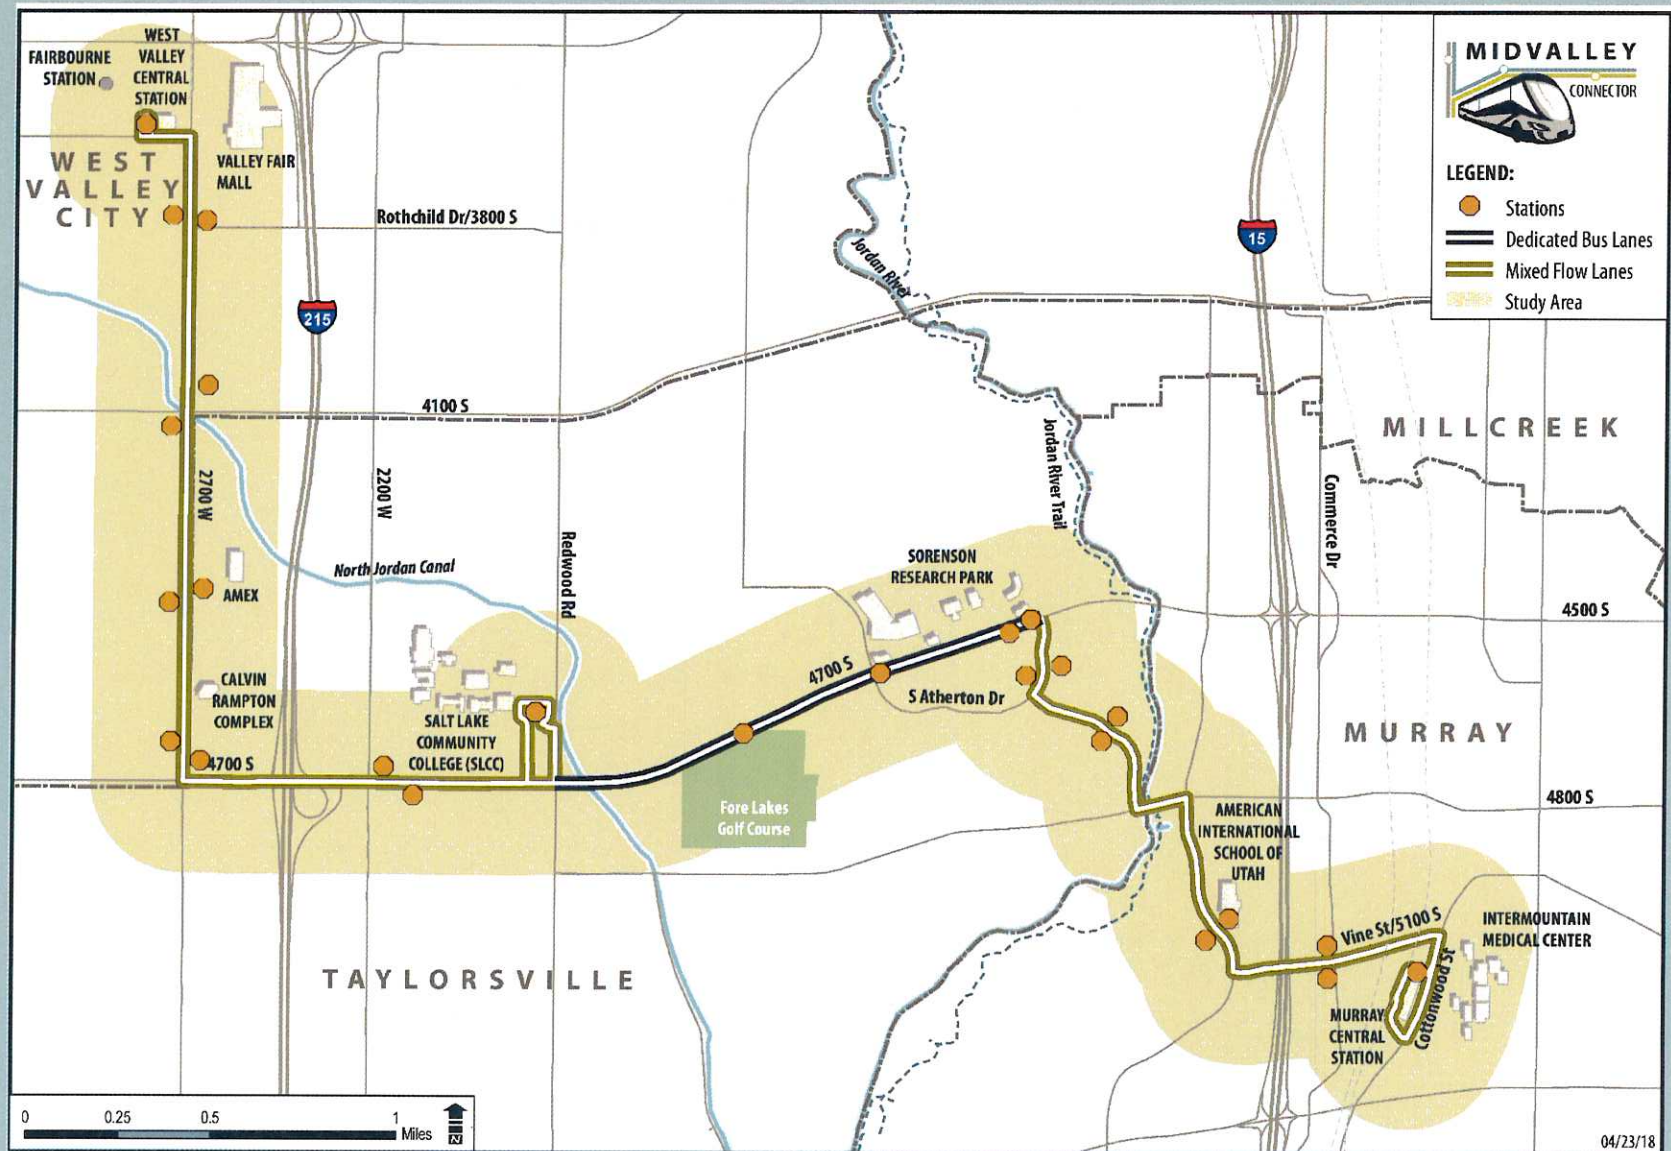 FAIRBOURNE
STATION
WEST
VALLEY
CENTRAL
STATION
WEST
VALLEY
CITY
VALLEY FAIR
MALL
Rothchild Dr/3800 S
215
4100 S
2700 W
2200 W
North Jordan Canal
Redwood Rd
AMEX
CALVIN
RAMPTON
COMPLEX
4700 S
SALT LAKE
COMMUNITY
COLLEGE (SLCC)
Jordan River
Jordan River Trail
15
Commerce Dr
MILLCREEK
SORENSON
RESEARCH PARK
4700 S
S Atherton Dr
4500 S
MURRAY
4800 S
Fore Lakes
Golf Course
AMERICAN
INTERNATIONAL
SCHOOL OF
UTAH
Vine St/5100 S
INTERMOUNTAIN
MEDICAL CENTER
Cottonwood St
MURRAY
CENTRAL
STATION
TAYLORSVILLE
MIDVALLEY
CONNECTOR
LEGEND:
Stations
Dedicated Bus Lanes
Mixed Flow Lanes
Study Area
0 0.25 0.5 1
Miles
N
04/23/18